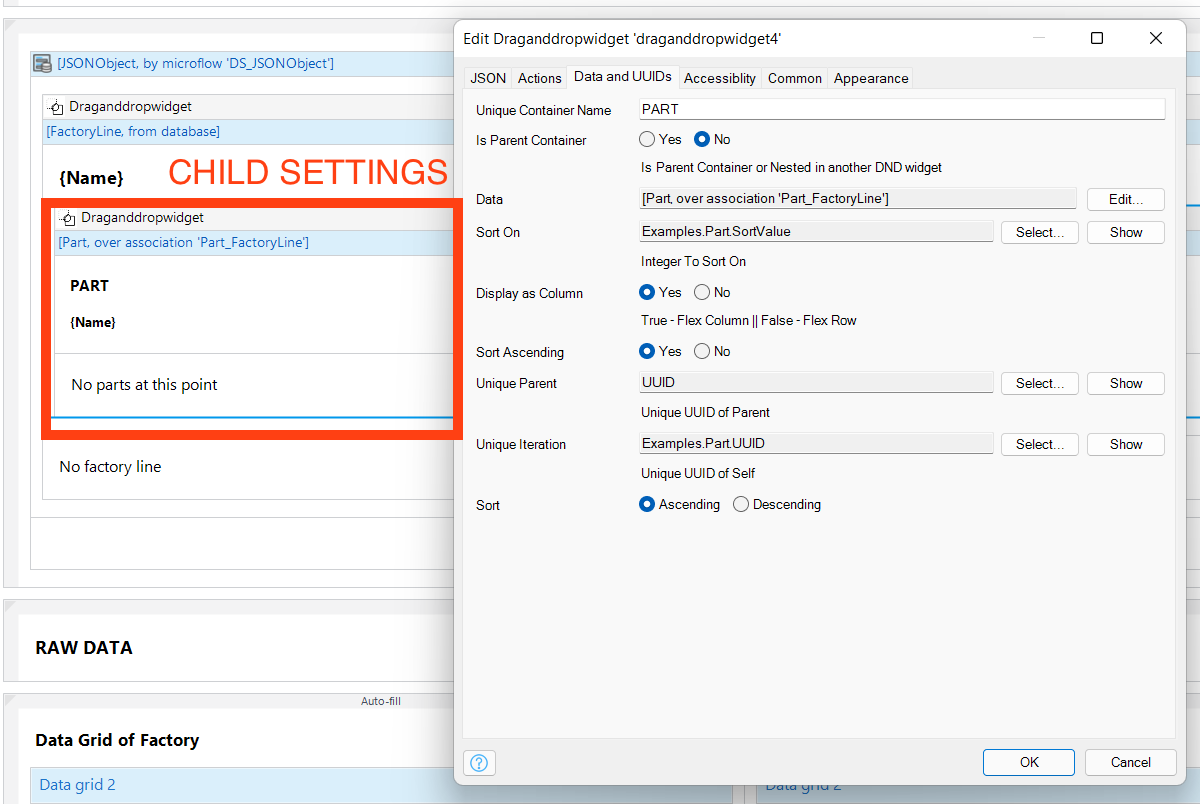 [JSONObject, by microflow 'DS_JSONObject']
Draganddropwidget
[FactoryLine, from database]
{Name}
CHILD SETTINGS
Draganddropwidget
[Part, over association 'Part_FactoryLine']
PART
{Name}
No parts at this point
No factory line
RAW DATA
Auto-fill
Data Grid of Factory
Data grid 2
Data grid 2
Edit Draganddropwidget 'draganddropwidget4'
JSON Actions Data and UUIDs Accessiblity Common Appearance
Unique Container Name PART
Is Parent Container Yes No
Is Parent Container or Nested in another DND widget
Data [Part, over association 'Part_FactoryLine'] Edit...
Sort On Examples.Part.SortValue Select... Show
Integer To Sort On
Display as Column Yes No
True - Flex Column || False - Flex Row
Sort Ascending Yes No
Unique Parent UUID Select... Show
Unique UUID of Parent
Unique Iteration Examples.Part.UUID Select... Show
Unique UUID of Self
Sort Ascending Descending
? OK Cancel